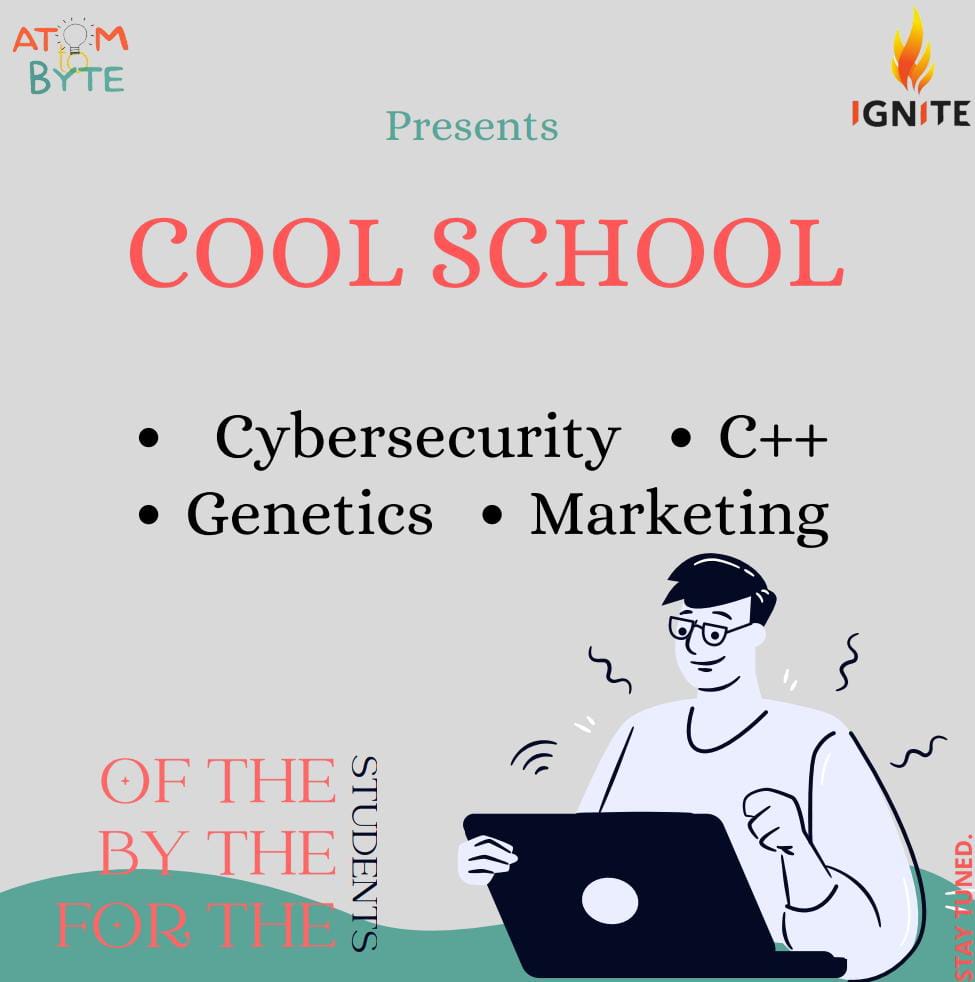 ATOM
to
BYTE
IGNITE
Presents
COOL SCHOOL
• Cybersecurity • C++
• Genetics • Marketing
OF THE
BY THE
FOR THE
STUDENTS
STAY TUNED.